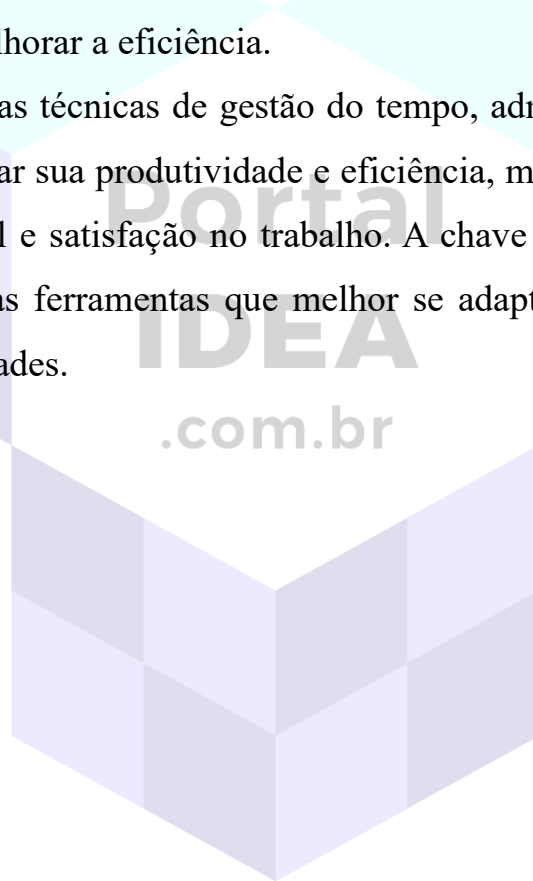 lhorar a eficiência.
as técnicas de gestão do tempo, adr
ar sua produtividade e eficiência, m
l e satisfação no trabalho. A chave
as ferramentas que melhor se adapt
ades.
Portal
IDEA
.com.br